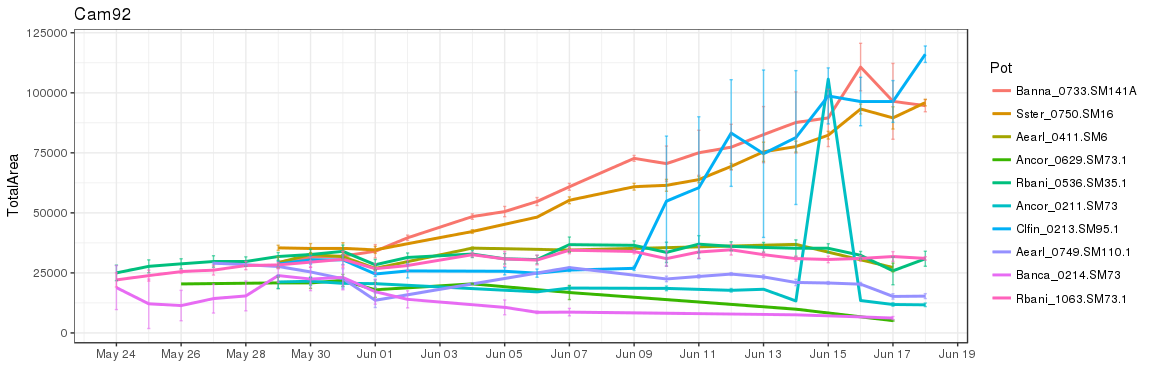 Cam92
125000
100000
75000
50000
25000
0
TotalArea
May 24 May 26 May 28 May 30 Jun 01 Jun 03 Jun 05 Jun 07 Jun 09 Jun 11 Jun 13 Jun 15 Jun 17 Jun 19
Pot
Banna_0733.SM141A
Sster_0750.SM16
Aearl_0411.SM6
Ancor_0629.SM73.1
Rbani_0536.SM35.1
Ancor_0211.SM73
Clfin_0213.SM95.1
Aearl_0749.SM110.1
Banca_0214.SM73
Rbani_1063.SM73.1